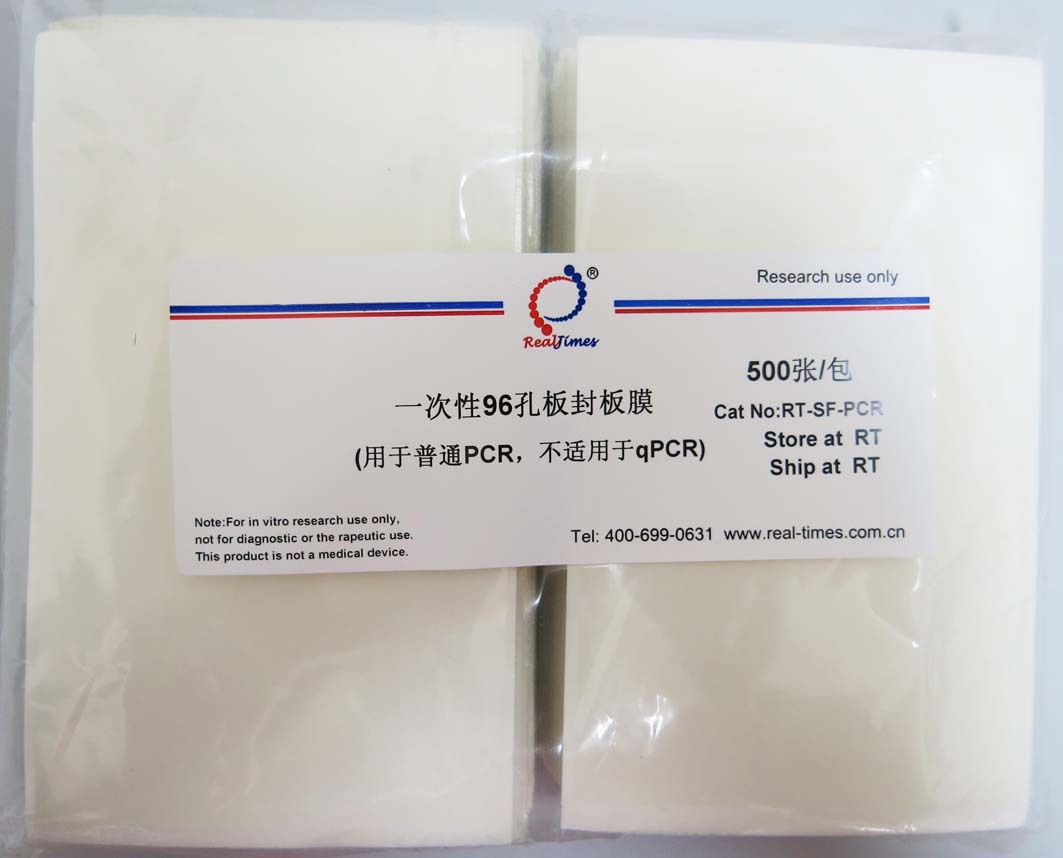 ®
RealTimes
Research use only
500张/包
一次性96孔板封板膜
Cat No:RT-SF-PCR
(用于普通PCR，不适用于qPCR)
Store at RT
Ship at RT
Note:For in vitro research use only,
not for diagnostic or the rapeutic use.
This product is not a medical device.
Tel: 400-699-0631 www.real-times.com.cn